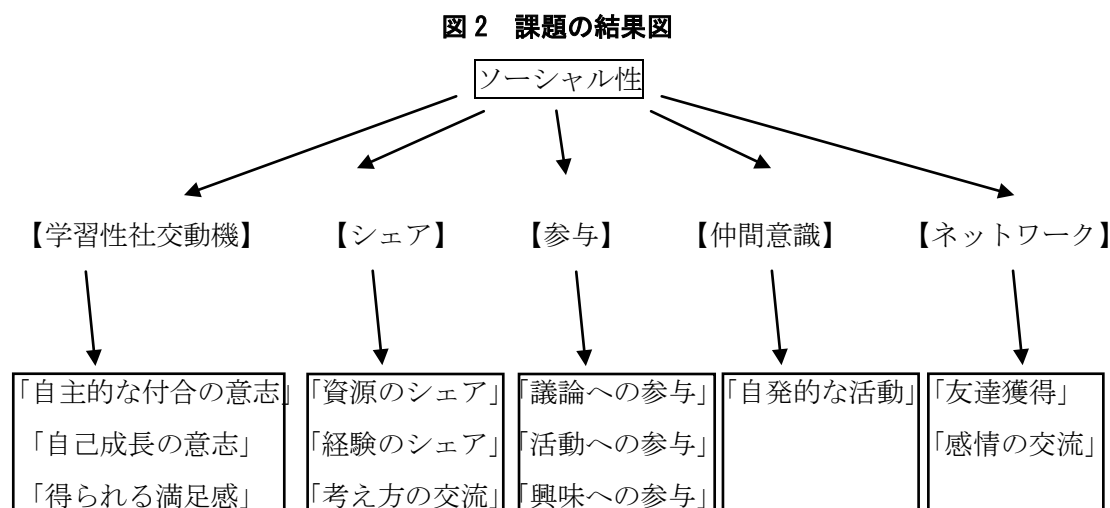 図2 課題の結果図
ソーシャル性
【学習性社交動機】 【シェア】 【参与】 【仲間意識】 【ネットワーク】
「自主的な付合の意志」 「資源のシェア」 「議論への参与」 「自発的な活動」 「友達獲得」
「自己成長の意志」 「経験のシェア」 「活動への参与」 「感情の交流」
「得られる満足感」 「考え方の交流」 「興味への参与」